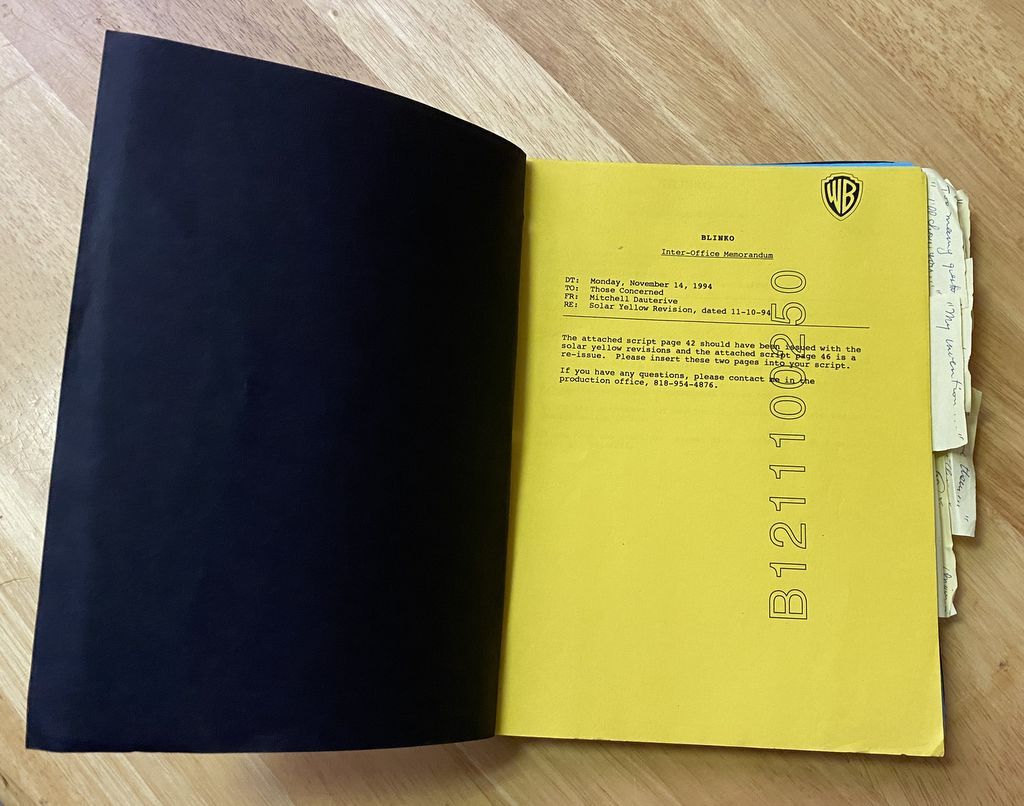 WB
BLINKO
Inter-Office Memorandum
DT: Monday, November 14, 1994
TO: Those Concerned
FR: Mitchell Dauterive
RE: Solar Yellow Revision, dated 11-10-94
The attached script page 42 should have been issued with the
solar yellow revisions and the attached script page 46 is a
re-issue. Please insert these two pages into your script.
If you have any questions, please contact me in the
production office, 818-954-4876.
B1211100250
Too many "My invention...."